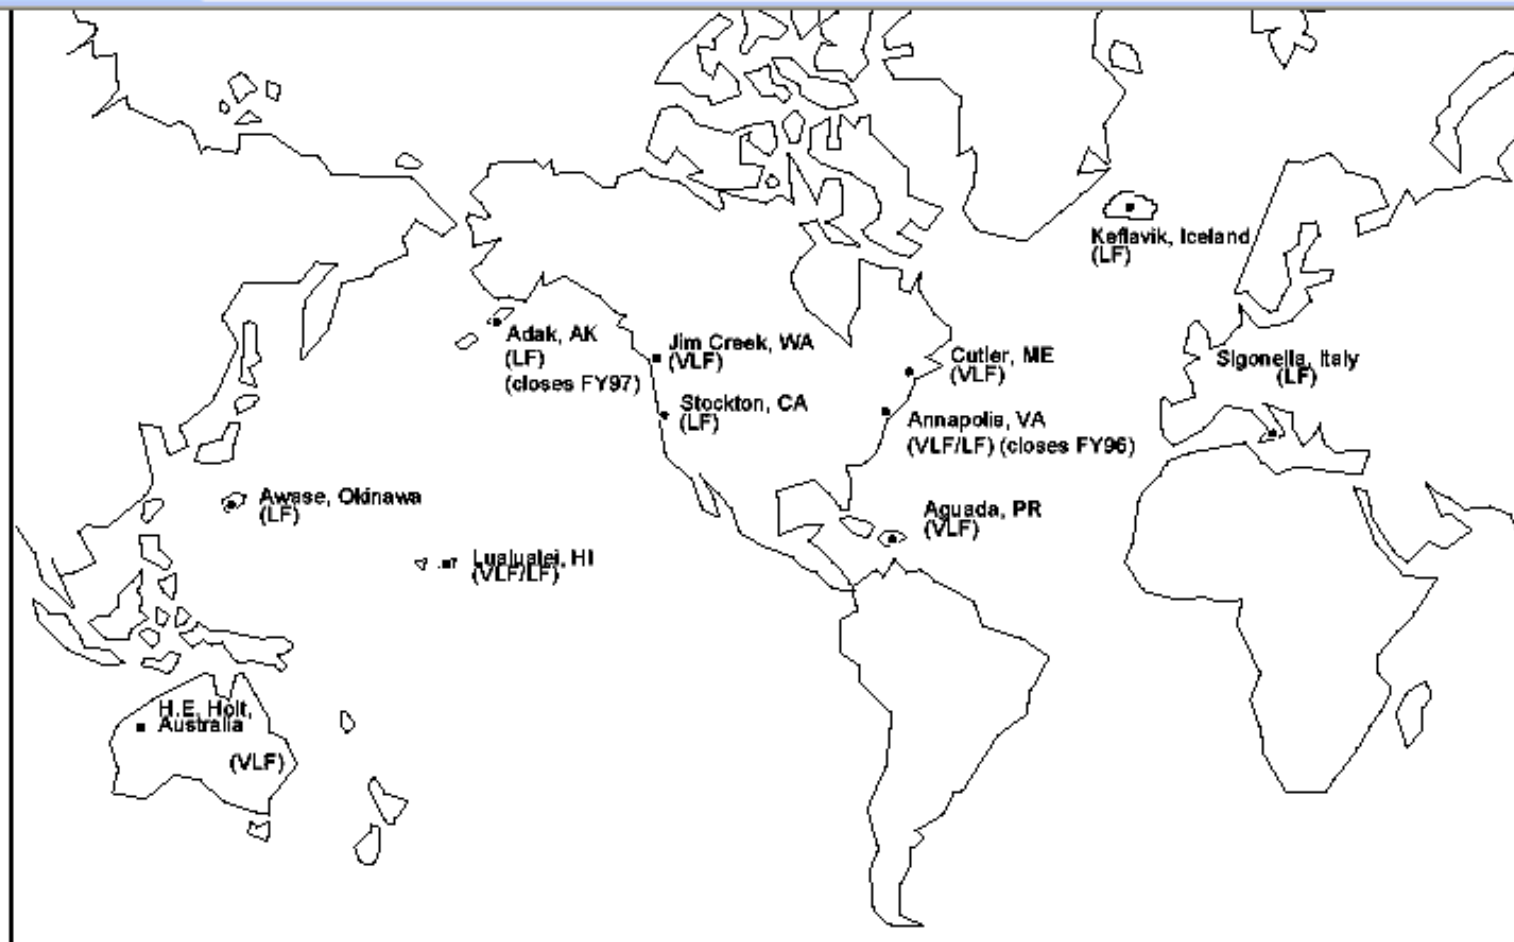 Keflavik, Iceland
(LF)
Adak, AK
(LF)
(closes FY97)
Jim Creek, WA
(VLF)
Cutler, ME
(VLF)
Sigonella, Italy
(LF)
Stockton, CA
(LF)
Annapolis, VA
(VLF/LF) (closes FY96)
Awase, Okinawa
(LF)
Aguada, PR
(VLF)
Lualualei, HI
(VLF/LF)
H.E. Holt,
Australia
(VLF)